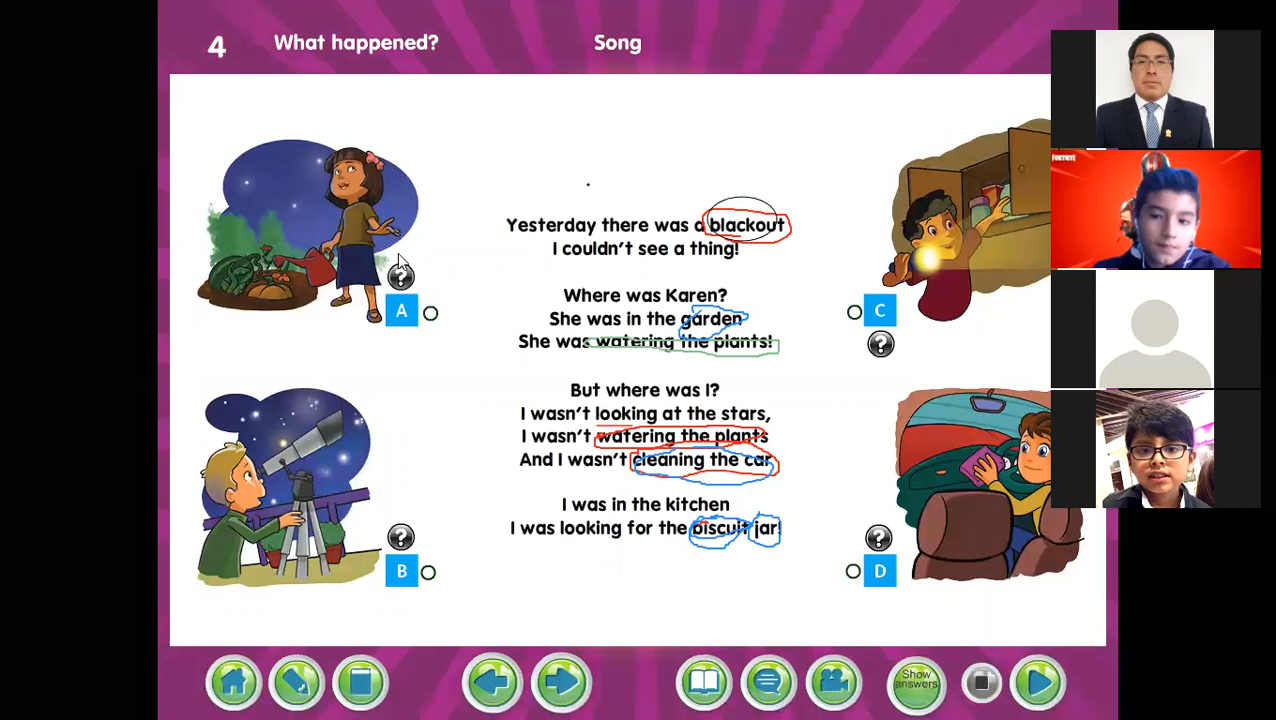 4 What happened? Song
Yesterday there was a blackout
I couldn't see a thing!
Where was Karen?
She was in the garden
She was watering the plants!
But where was I?
I wasn't looking at the stars,
I wasn't watering the plants
And I wasn't cleaning the car
I was in the kitchen
I was looking for the biscuit jar!
?
A
C
?
?
B
?
D
Show answers
FORTNITE